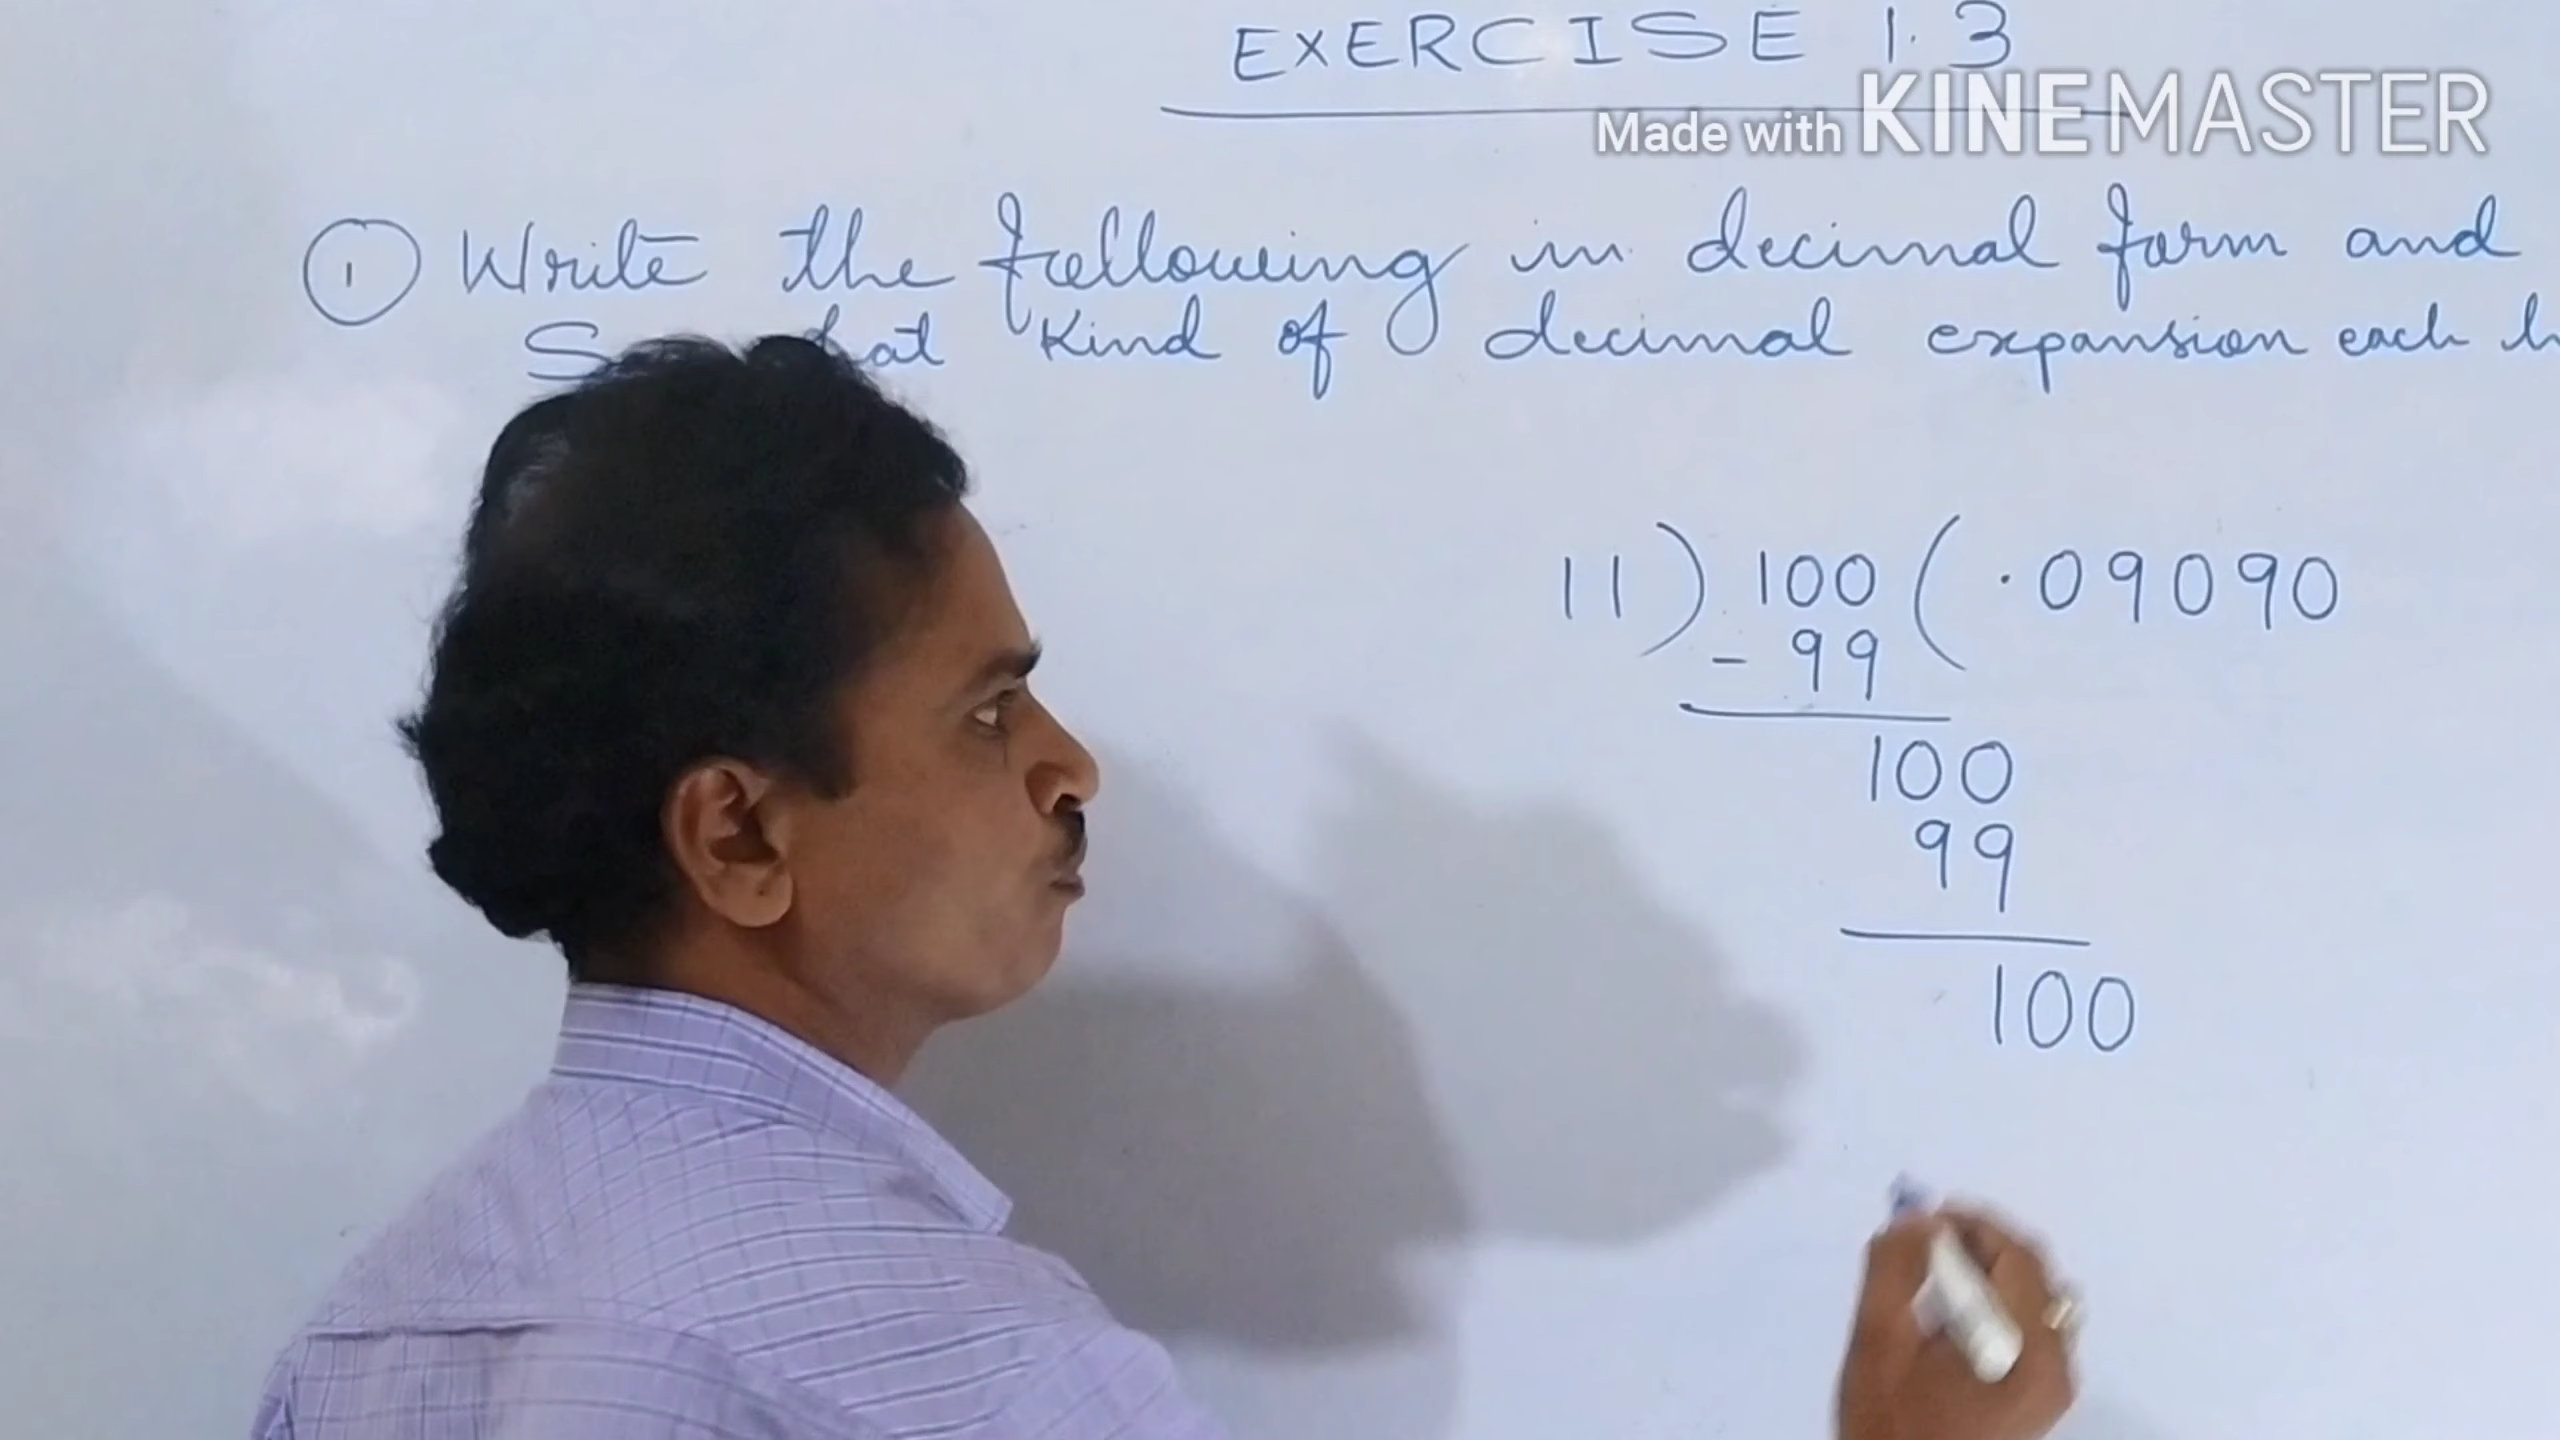 EXERCISE 1.3
Made with KINEMASTER
1 Write the following in decimal form and
kind of decimal expansion each
11) 100 ( .09090
- 99
100
99
100